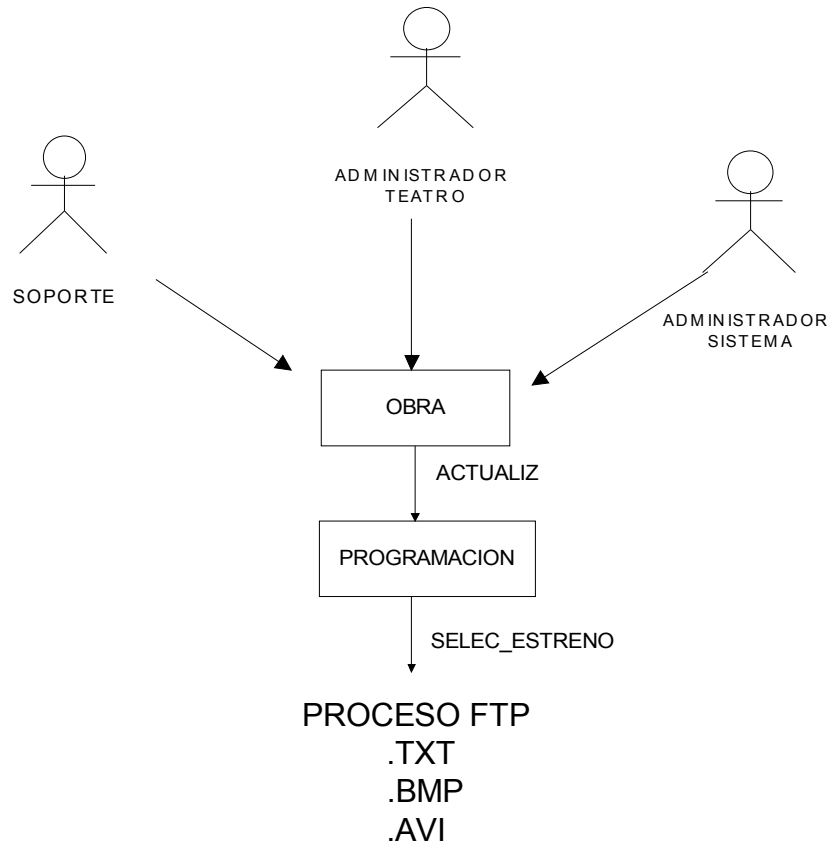 ADMINISTRADOR
TEATRO
SOPORTE
ADMINISTRADOR
SISTEMA
OBRA
ACTUALIZ
PROGRAMACION
SELEC_ESTRENO
PROCESO FTP
.TXT
.BMP
.AVI